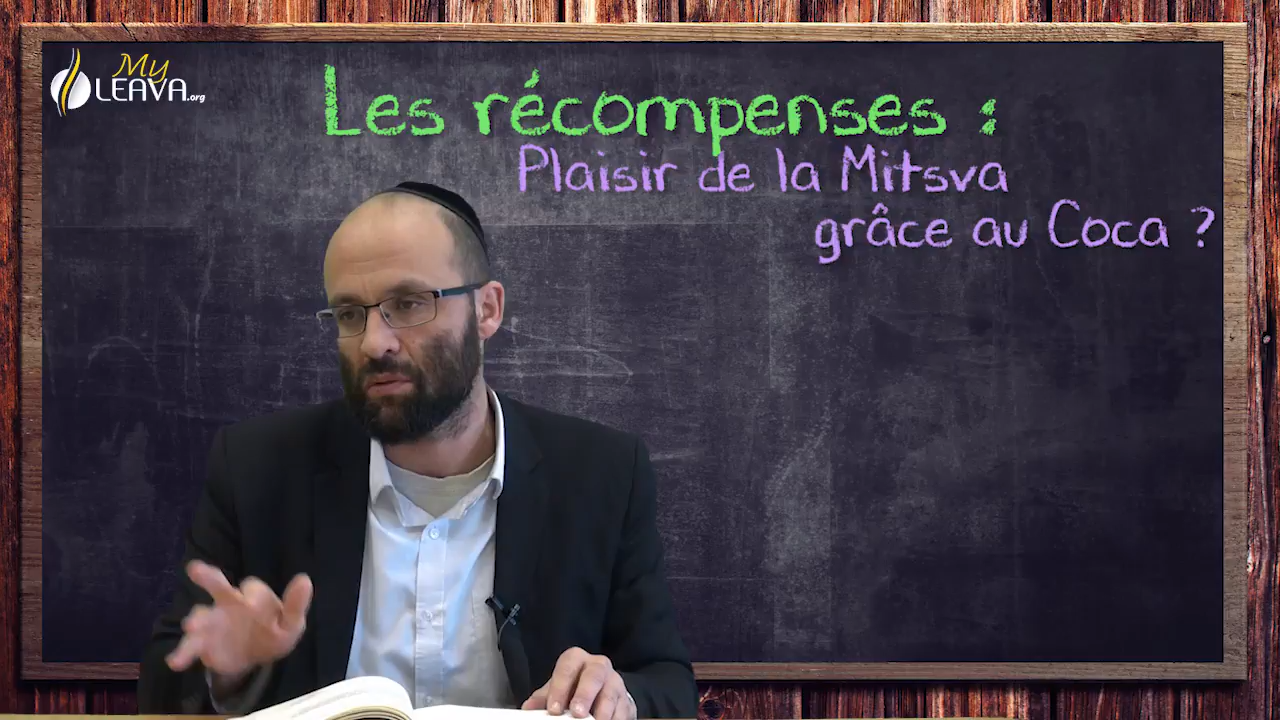 My
LEAVA.org
Les récompenses :
Plaisir de la Mitsva
grâce au Coca ?